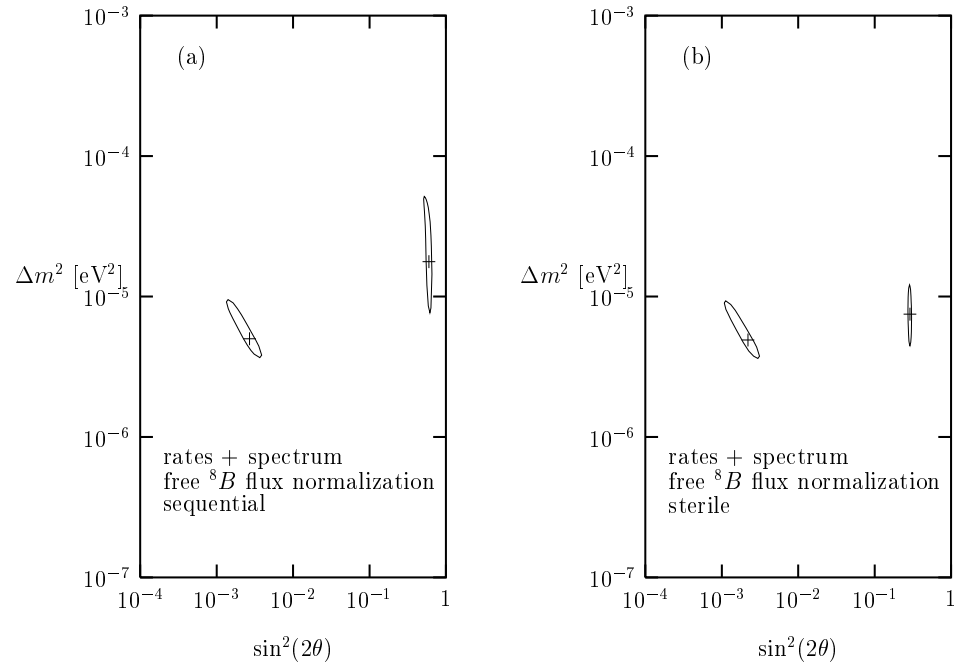 (a)
10⁻³
10⁻⁴
Δm² [eV²]
10⁻⁵
10⁻⁶
10⁻⁷
rates + spectrum
free ⁸B flux normalization
sequential
10⁻⁴ 10⁻³ 10⁻² 10⁻¹ 1
sin²(2θ)
(b)
10⁻³
10⁻⁴
Δm² [eV²]
10⁻⁵
10⁻⁶
10⁻⁷
rates + spectrum
free ⁸B flux normalization
sterile
10⁻⁴ 10⁻³ 10⁻² 10⁻¹ 1
sin²(2θ)